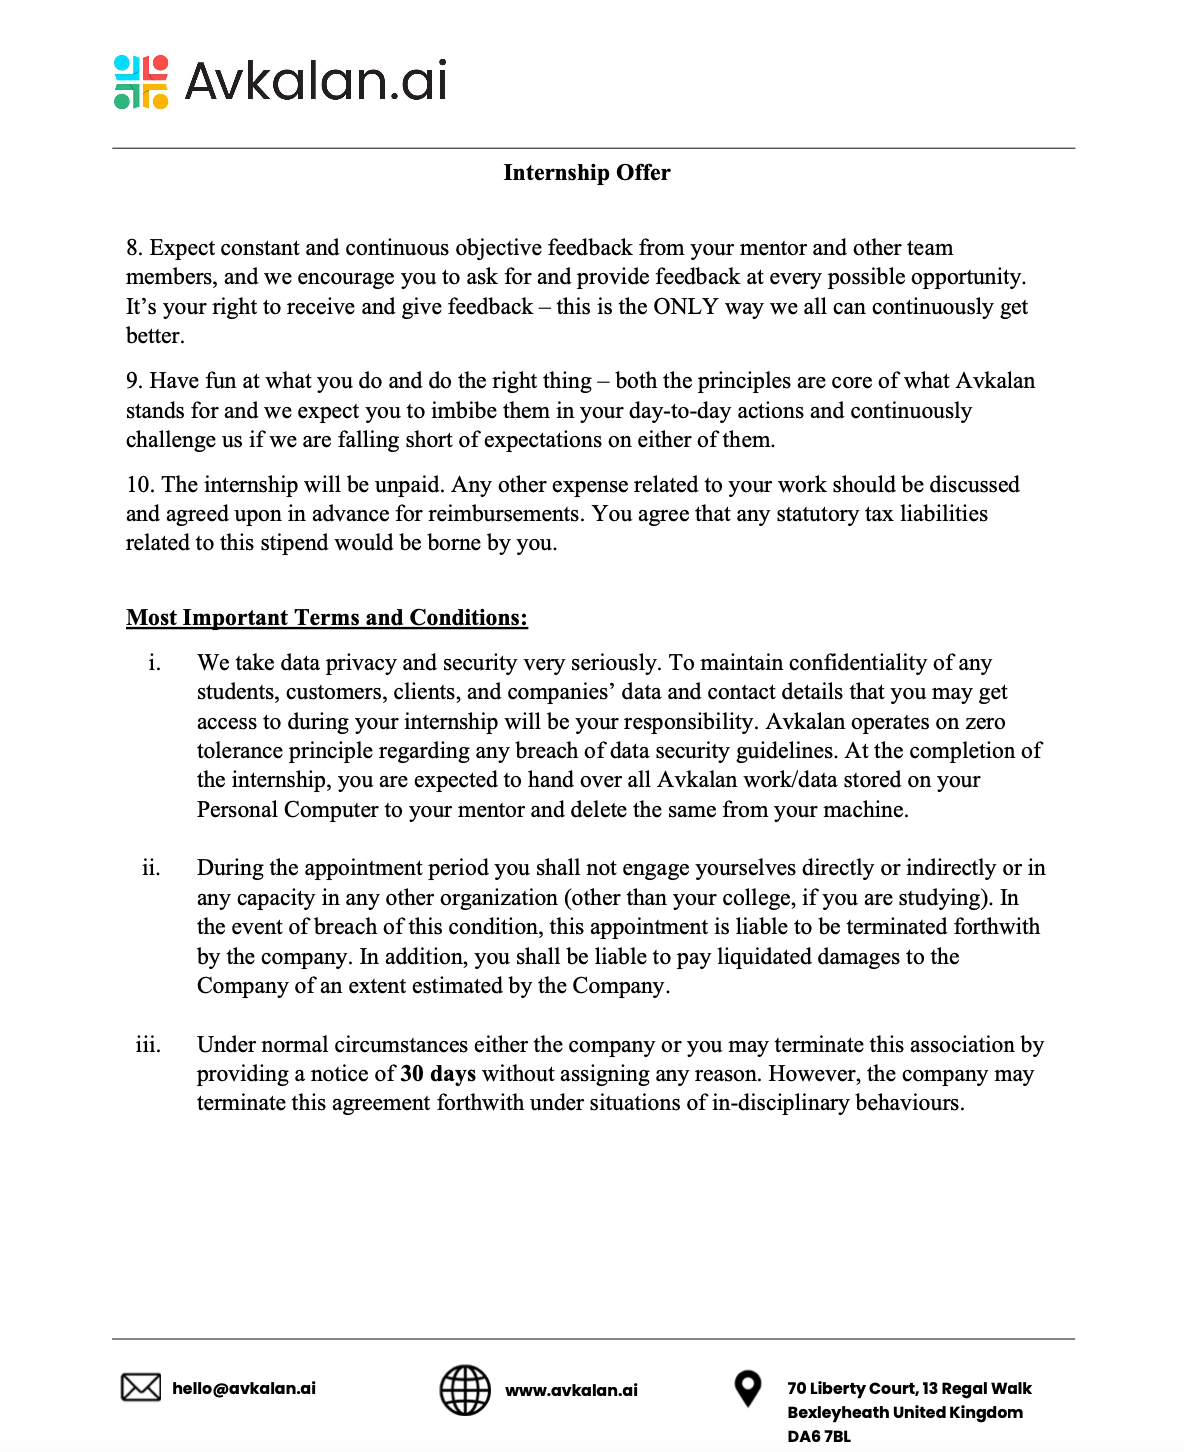 Avkalan.ai
Internship Offer
8. Expect constant and continuous objective feedback from your mentor and other team
members, and we encourage you to ask for and provide feedback at every possible opportunity.
It’s your right to receive and give feedback – this is the ONLY way we all can continuously get
better.
9. Have fun at what you do and do the right thing – both the principles are core of what Avkalan
stands for and we expect you to imbibe them in your day-to-day actions and continuously
challenge us if we are falling short of expectations on either of them.
10. The internship will be unpaid. Any other expense related to your work should be discussed
and agreed upon in advance for reimbursements. You agree that any statutory tax liabilities
related to this stipend would be borne by you.
Most Important Terms and Conditions:
i. We take data privacy and security very seriously. To maintain confidentiality of any
students, customers, clients, and companies’ data and contact details that you may get
access to during your internship will be your responsibility. Avkalan operates on zero
tolerance principle regarding any breach of data security guidelines. At the completion of
the internship, you are expected to hand over all Avkalan work/data stored on your
Personal Computer to your mentor and delete the same from your machine.
ii. During the appointment period you shall not engage yourselves directly or indirectly or in
any capacity in any other organization (other than your college, if you are studying). In
the event of breach of this condition, this appointment is liable to be terminated forthwith
by the company. In addition, you shall be liable to pay liquidated damages to the
Company of an extent estimated by the Company.
iii. Under normal circumstances either the company or you may terminate this association by
providing a notice of 30 days without assigning any reason. However, the company may
terminate this agreement forthwith under situations of in-disciplinary behaviours.
hello@avkalan.ai
www.avkalan.ai
70 Liberty Court, 13 Regal Walk
Bexleyheath United Kingdom
DA6 7BL